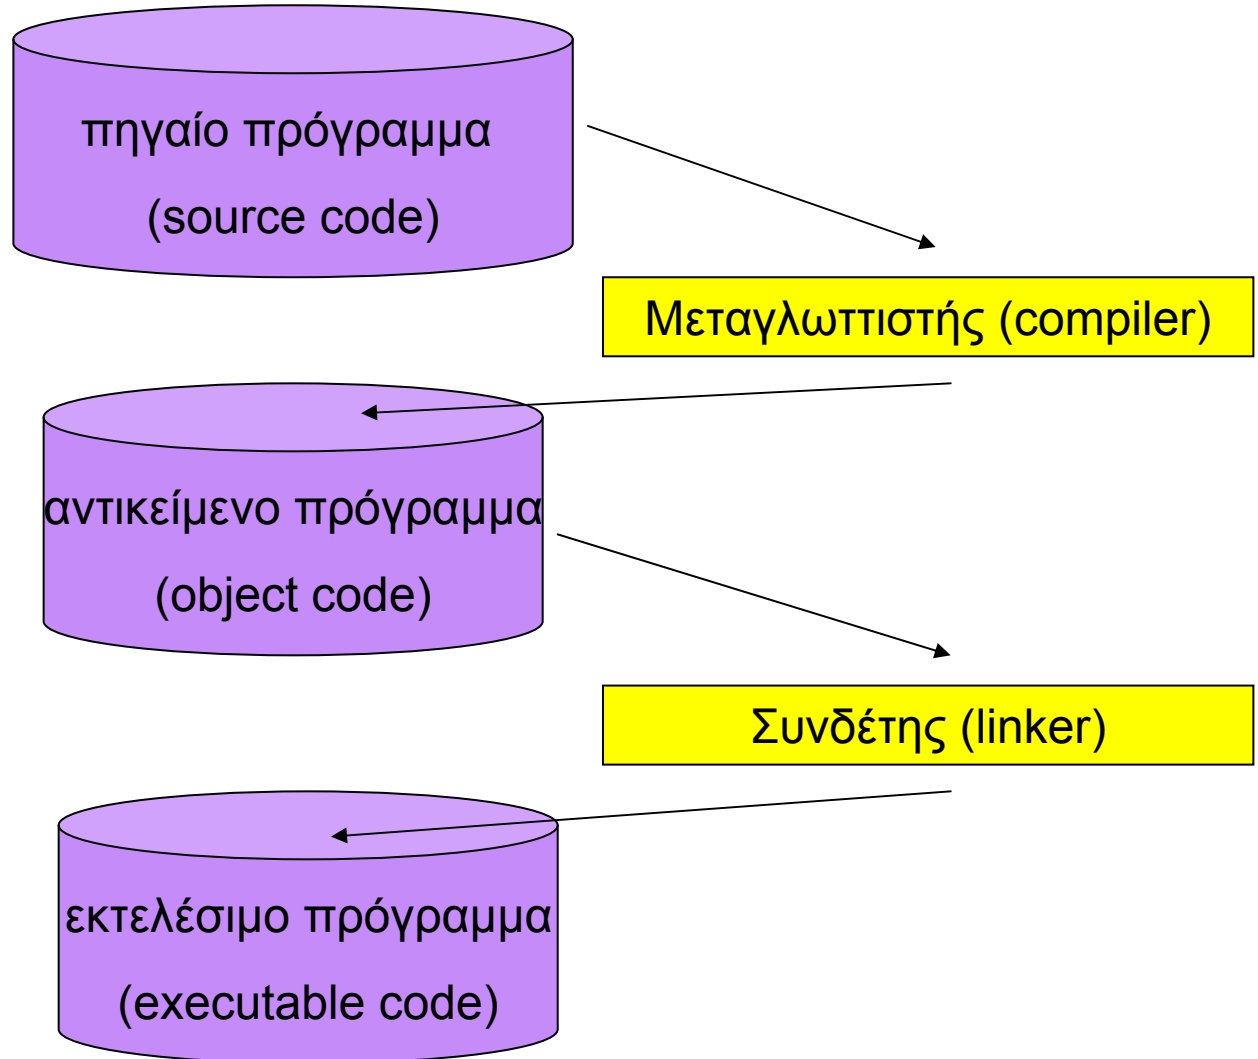 πηγαίο πρόγραμμα
(source code)
Μεταγλωττιστής (compiler)
αντικείμενο πρόγραμμα
(object code)
Συνδέτης (linker)
εκτελέσιμο πρόγραμμα
(executable code)